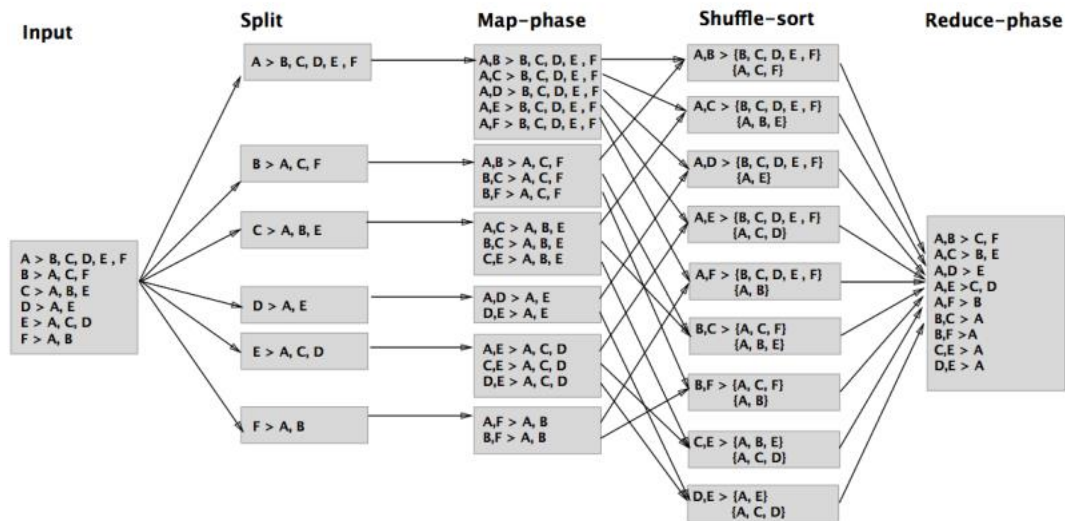 Input
A > B, C, D, E , F
B > A, C, F
C > A, B, E
D > A, E
E > A, C, D
F > A, B
Split
A > B, C, D, E , F
B > A, C, F
C > A, B, E
D > A, E
E > A, C, D
F > A, B
Map-phase
A,B > B, C, D, E , F
A,C > B, C, D, E , F
A,D > B, C, D, E , F
A,E > B, C, D, E , F
A,F > B, C, D, E , F
A,B > A, C, F
B,C > A, C, F
B,F > A, C, F
A,C > A, B, E
B,C > A, B, E
C,E > A, B, E
A,D > A, E
D,E > A, E
A,E > A, C, D
C,E > A, C, D
D,E > A, C, D
A,F > A, B
B,F > A, B
Shuffle-sort
A,B > {B, C, D, E , F}
{A, C, F}
A,C > {B, C, D, E , F}
{A, B, E}
A,D > {B, C, D, E , F}
{A, E}
A,E > {B, C, D, E , F}
{A, C, D}
A,F > {B, C, D, E , F}
{A, B}
B,C > {A, C, F}
{A, B, E}
B,F > {A, C, F}
{A, B}
C,E > {A, B, E}
{A, C, D}
D,E > {A, E}
{A, C, D}
Reduce-phase
A,B > C, F
A,C > B, E
A,D > E
A,E >C, D
A,F > B
B,C > A
B,F >A
C,E > A
D,E > A